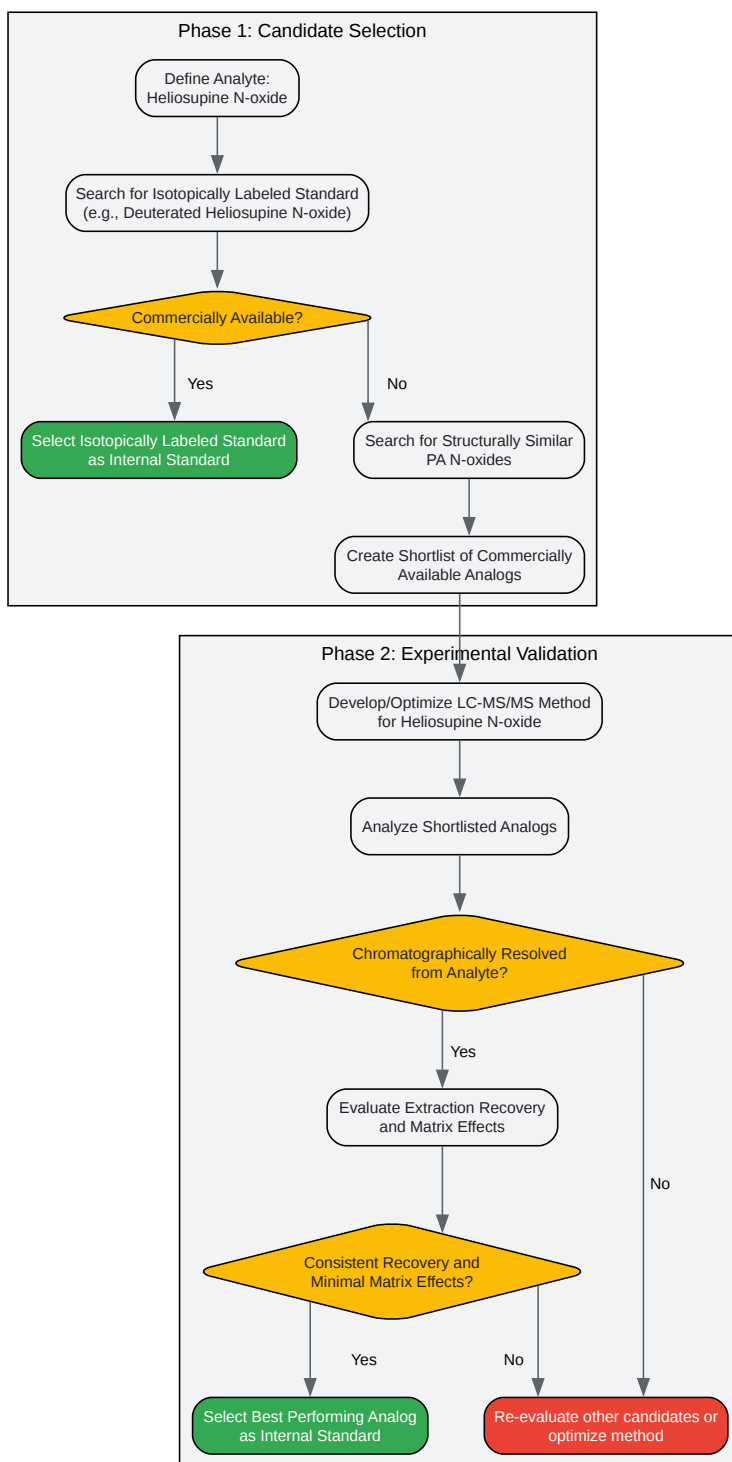 Phase 1: Candidate Selection
Define Analyte:
Heliosupine N-oxide
Search for Isotopically Labeled Standard
(e.g., Deuterated Heliosupine N-oxide)
Commercially Available?
Yes
No
Select Isotopically Labeled Standard
as Internal Standard
Search for Structurally Similar
PA N-oxides
Create Shortlist of Commercially
Available Analogs
Phase 2: Experimental Validation
Develop/Optimize LC-MS/MS Method
for Heliosupine N-oxide
Analyze Shortlisted Analogs
Chromatographically Resolved
from Analyte?
Yes
Evaluate Extraction Recovery
and Matrix Effects
No
Consistent Recovery and
Minimal Matrix Effects?
Yes
No
Select Best Performing Analog
as Internal Standard
Re-evaluate other candidates or
optimize method